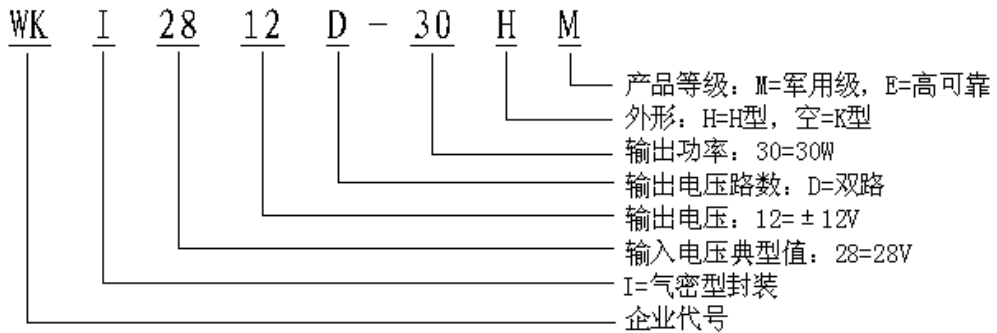 WK I 28 12 D - 30 H M
产品等级：M=军用级，E=高可靠
外形：H=H型，空=K型
输出功率：30=30W
输出电压路数：D=双路
输出电压：12=±12V
输入电压典型值：28=28V
I=气密型封装
企业代号